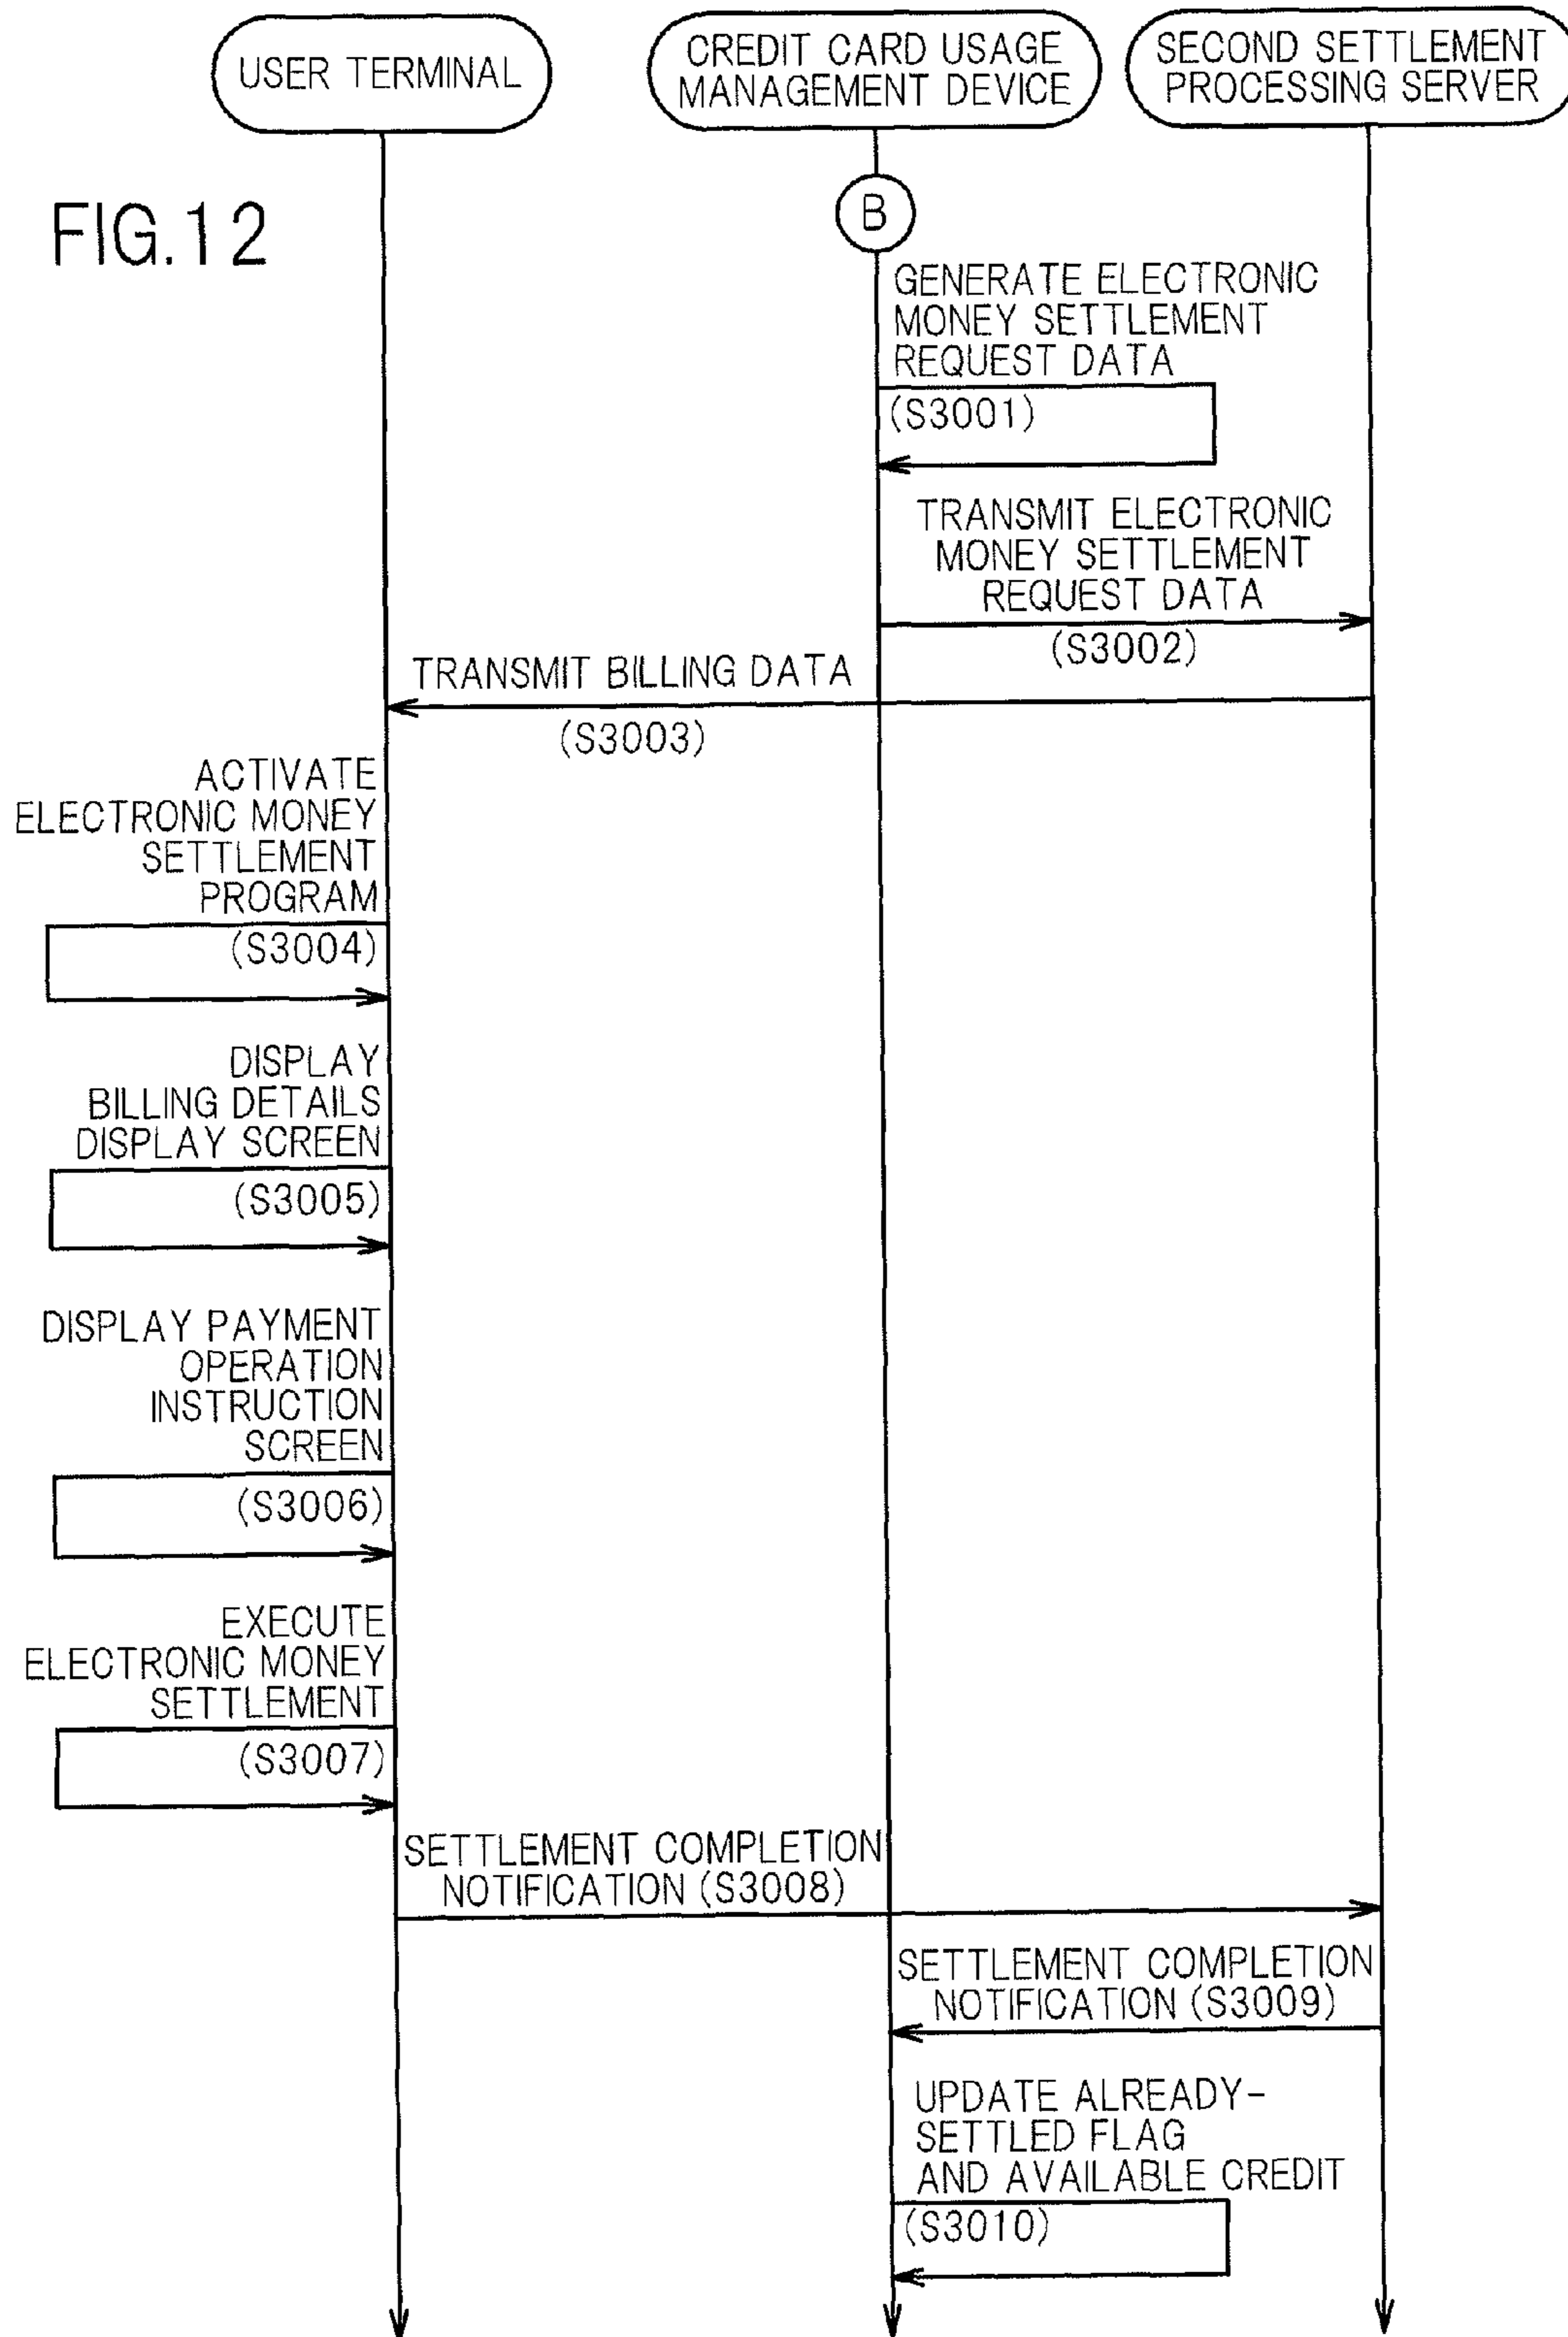 USER TERMINAL
CREDIT CARD USAGE
MANAGEMENT DEVICE
SECOND SETTLEMENT
PROCESSING SERVER
FIG.12
B
GENERATE ELECTRONIC
MONEY SETTLEMENT
REQUEST DATA
(S3001)
TRANSMIT ELECTRONIC
MONEY SETTLEMENT
REQUEST DATA
(S3002)
TRANSMIT BILLING DATA
(S3003)
ACTIVATE
ELECTRONIC MONEY
SETTLEMENT
PROGRAM
(S3004)
DISPLAY
BILLING DETAILS
DISPLAY SCREEN
(S3005)
DISPLAY PAYMENT
OPERATION
INSTRUCTION
SCREEN
(S3006)
EXECUTE
ELECTRONIC MONEY
SETTLEMENT
(S3007)
SETTLEMENT COMPLETION
NOTIFICATION (S3008)
SETTLEMENT COMPLETION
NOTIFICATION (S3009)
UPDATE ALREADY-
SETTLED FLAG
AND AVAILABLE CREDIT
(S3010)